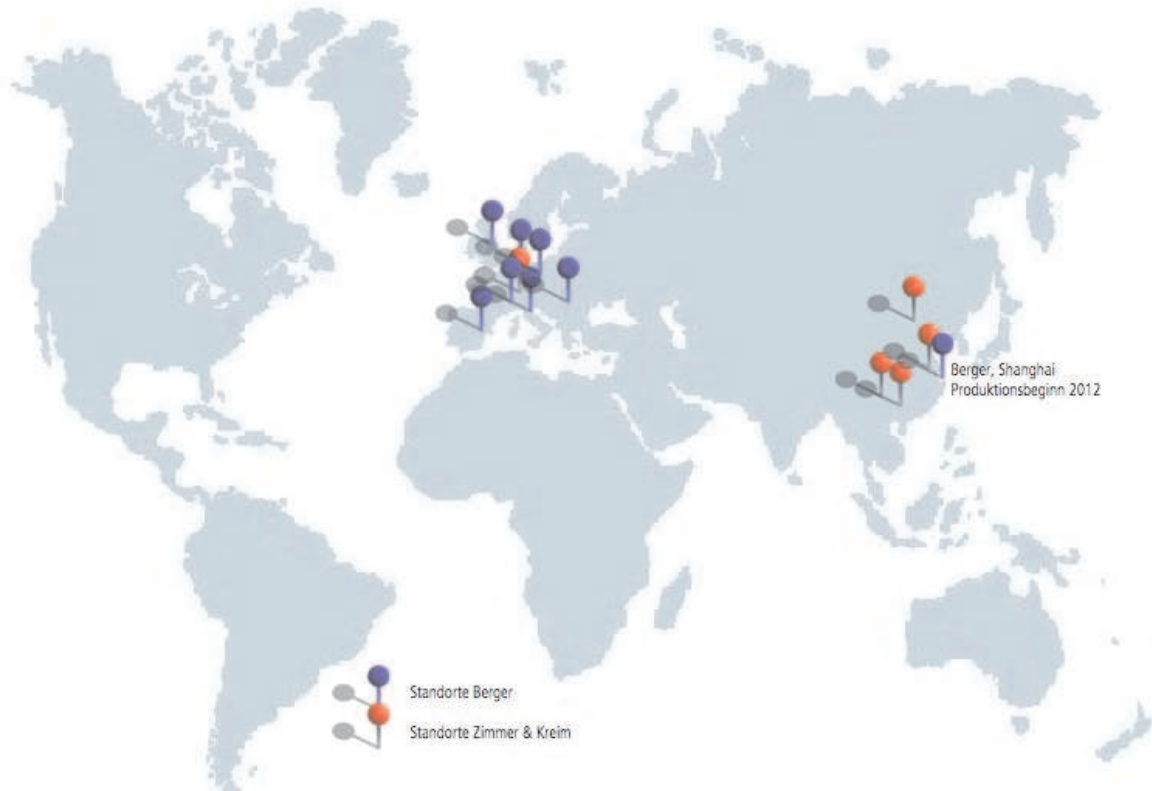 Berger, Shanghai
Produktionsbeginn 2012
Standorte Berger
Standorte Zimmer & Kreim